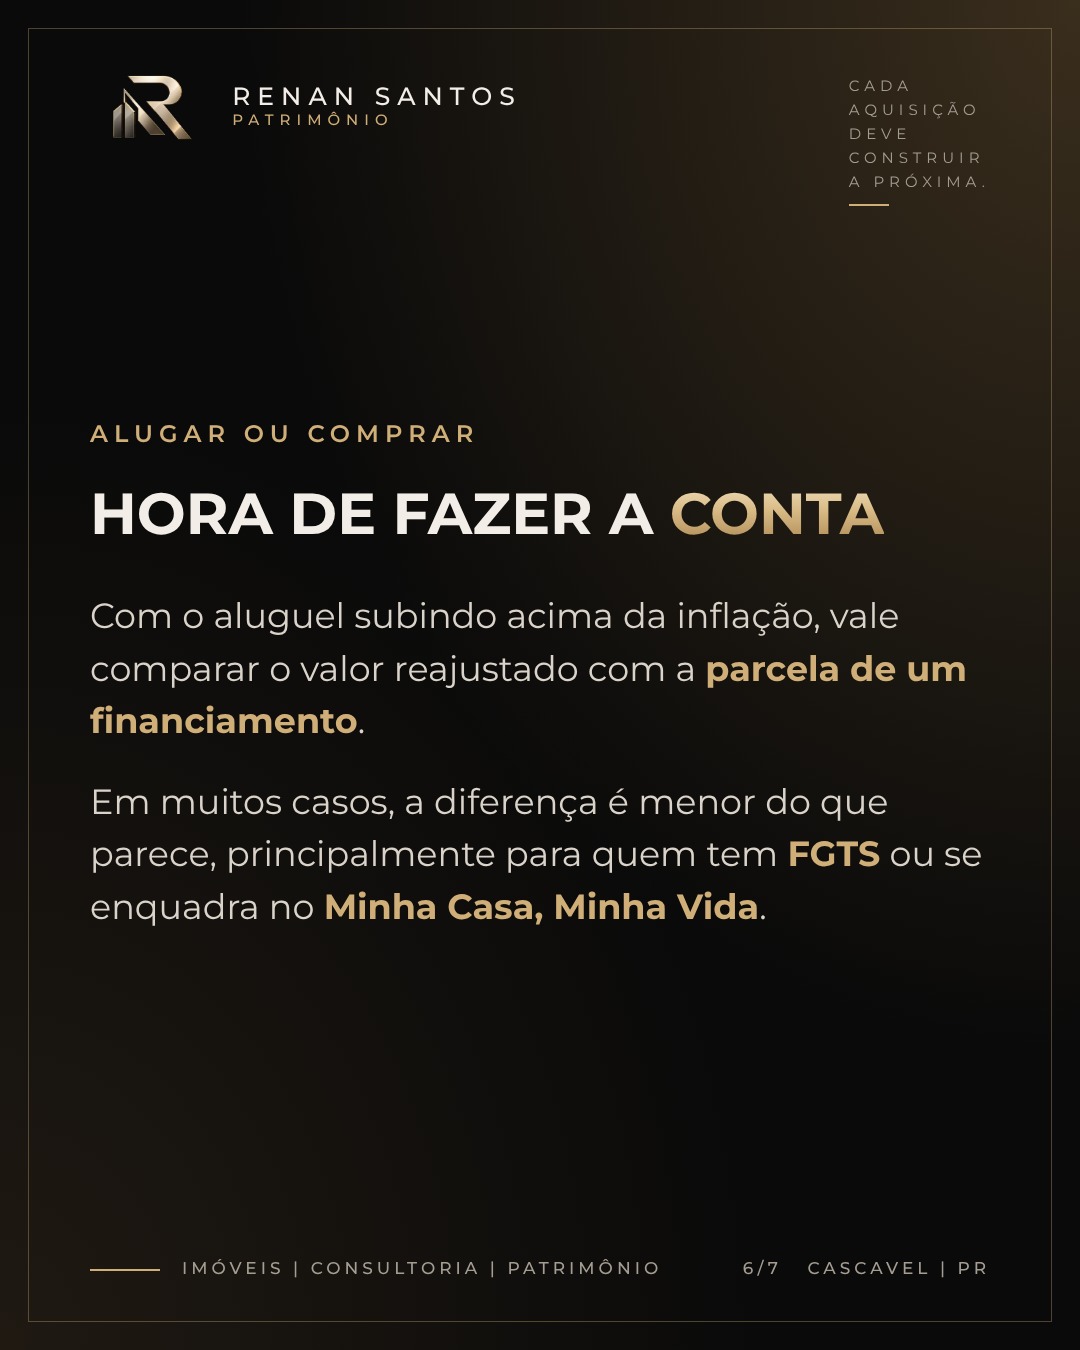 RENAN SANTOS
PATRIMÔNIO
CADA
AQUISIÇÃO
DEVE
CONSTRUIR
A PRÓXIMA.
ALUGAR OU COMPRAR
HORA DE FAZER A CONTA
Com o aluguel subindo acima da inflação, vale
comparar o valor reajustado com a parcela de um
financiamento.
Em muitos casos, a diferença é menor do que
parece, principalmente para quem tem FGTS ou se
enquadra no Minha Casa, Minha Vida.
IMÓVEIS | CONSULTORIA | PATRIMÔNIO 6/7 CASCAVEL | PR